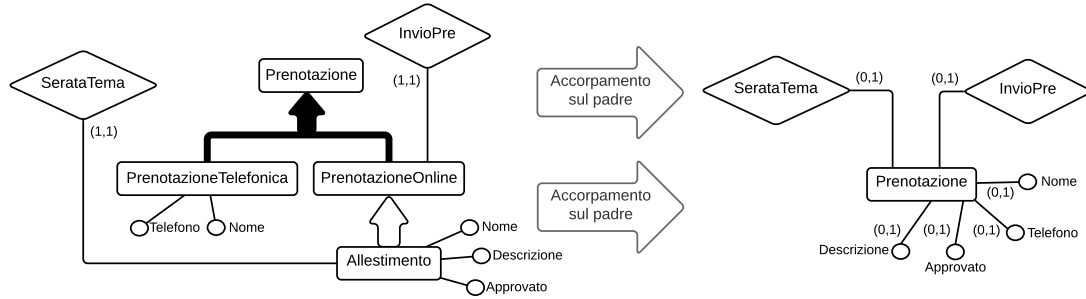 InvioPre
SerataTema
Prenotazione
(1,1)
(1,1)
PrenotazioneTelefonica
PrenotazioneOnline
Telefono
Nome
Nome
Allestimento
Descrizione
Approvato
Accorpamento
sul padre
Accorpamento
sul padre
(0,1)
(0,1)
SerataTema
InvioPre
Prenotazione
Nome
(0,1)
(0,1)
(0,1)
(0,1)
Telefono
Descrizione
Approvato